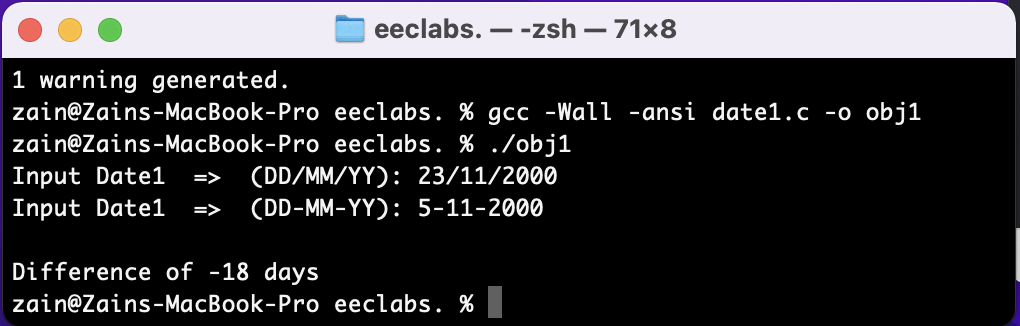 eeclabs. — -zsh — 71×8
1 warning generated.
zain@Zains-MacBook-Pro eeclabs. % gcc -Wall -ansi date1.c -o obj1
zain@Zains-MacBook-Pro eeclabs. % ./obj1
Input Date1  =>  (DD/MM/YY): 23/11/2000
Input Date1  =>  (DD-MM-YY): 5-11-2000
Difference of -18 days
zain@Zains-MacBook-Pro eeclabs. %